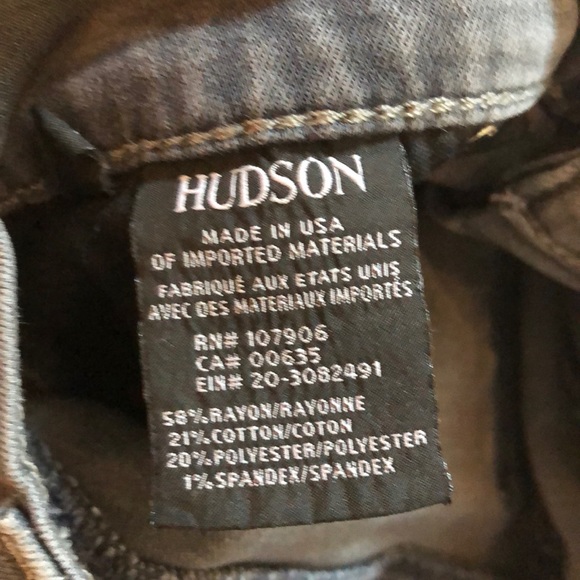 HUDSON
MADE IN USA
OF IMPORTED MATERIALS
FABRIQUÉ AUX ETATS UNIS
AVEC DES MATERIAUX IMPORTÉS
RN# 107906
CA# 00635
EIN# 20-3082491
58% RAYON/RAYONNE
21% COTTON/COTON
20% POLYESTER/POLYESTER
1% SPANDEX/SPANDEX